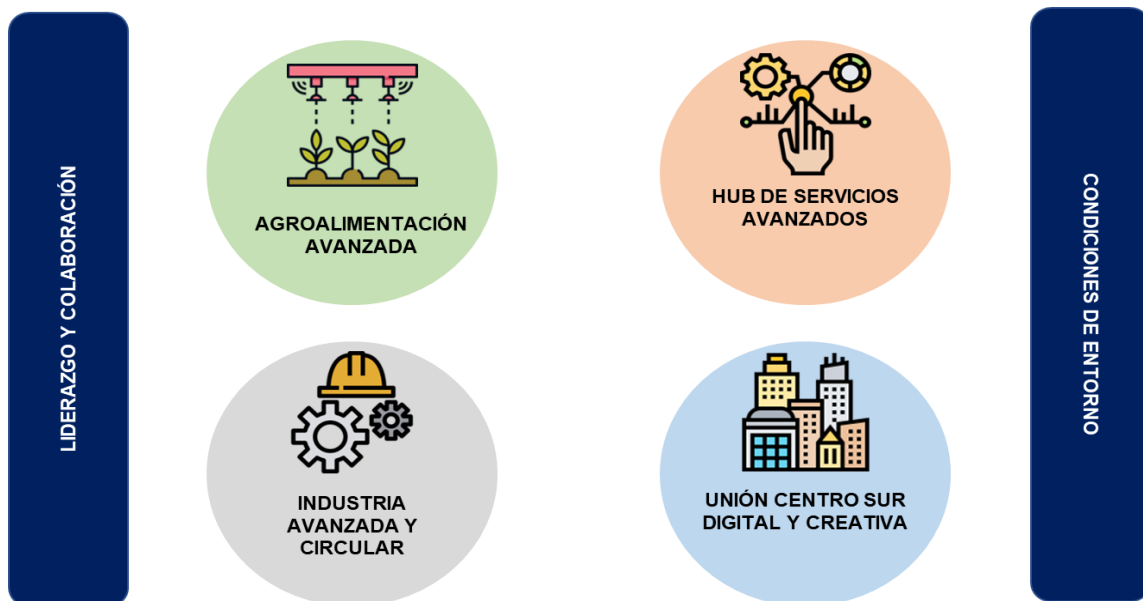 LIDERAZGO Y COLABORACIÓN
AGROALIMENTACIÓN
AVANZADA
HUB DE SERVICIOS
AVANZADOS
INDUSTRIA
AVANZADA Y
CIRCULAR
UNIÓN CENTRO SUR
DIGITAL Y CREATIVA
CONDICIONES DE ENTORNO